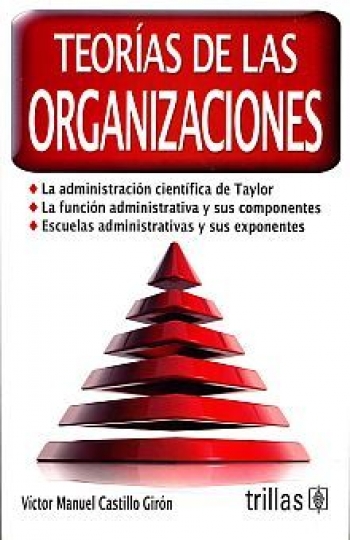 TEORÍAS DE LAS
ORGANIZACIONES
La administración científica de Taylor
La función administrativa y sus componentes
Escuelas administrativas y sus exponentes
Víctor Manuel Castillo Girón
trillas